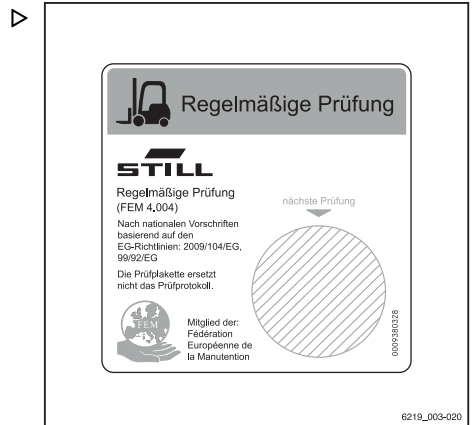 Regelmäßige Prüfung
STILL
Regelmäßige Prüfung
(FEM 4.004)
Nach nationalen Vorschriften
basierend auf den
EG-Richtlinien: 2009/104/EG,
99/92/EG
Die Prüfplakette ersetzt
nicht das Prüfprotokoll.
nächste Prüfung
FEM
Mitglied der:
Fédération
Européenne de
la Manutention
0009380328
6219_003-020